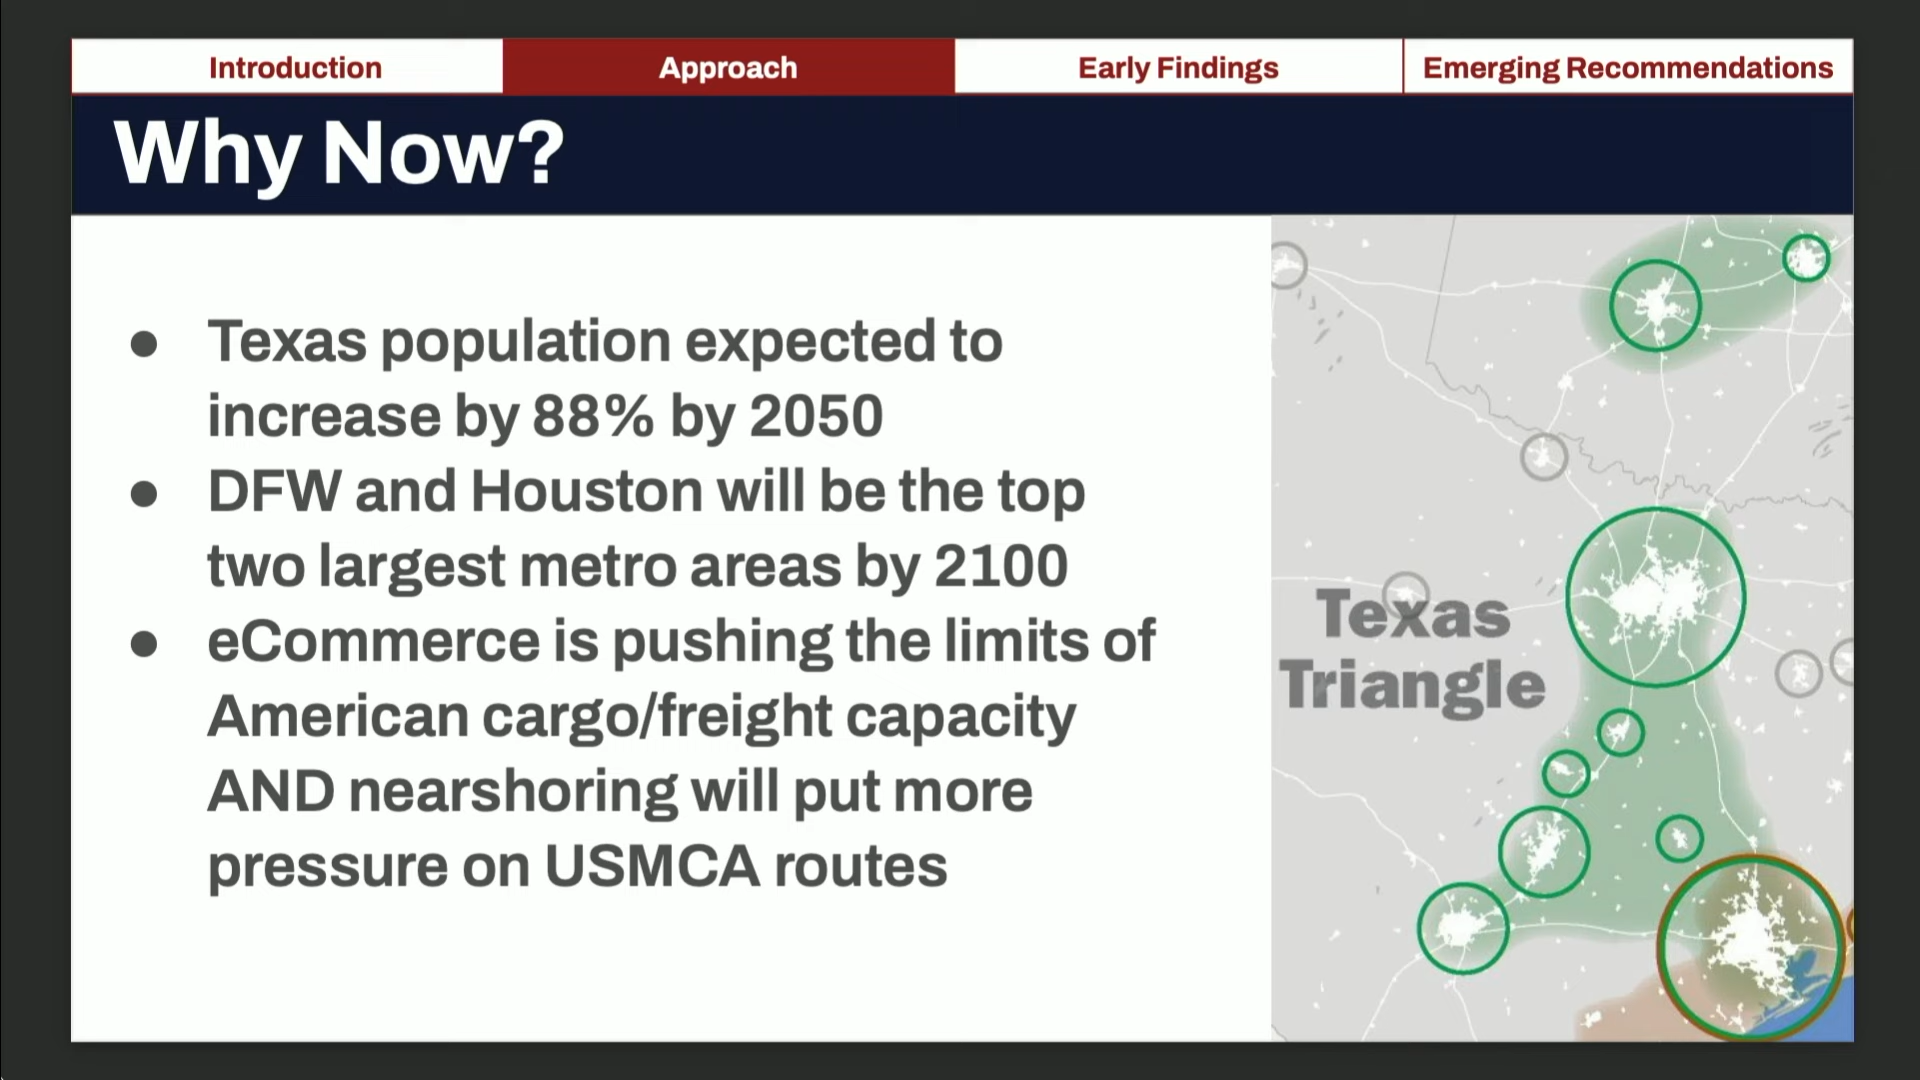 Introduction
Approach
Early Findings
Emerging Recommendations
Why Now?
● Texas population expected to
increase by 88% by 2050
● DFW and Houston will be the top
two largest metro areas by 2100
● eCommerce is pushing the limits of
American cargo/freight capacity
AND nearshoring will put more
pressure on USMCA routes
Texas
Triangle